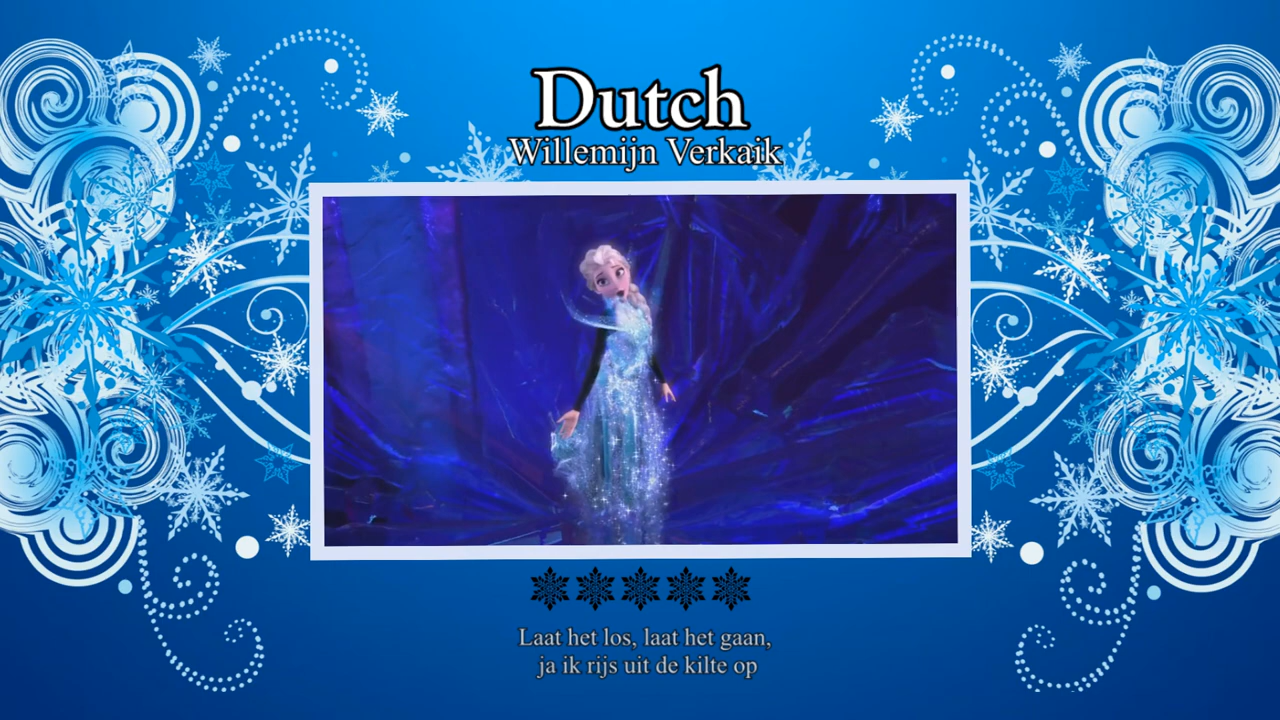 Dutch
Willemijn Verkaik
Laat het los, laat het gaan,
ja ik rijs uit de kilte op